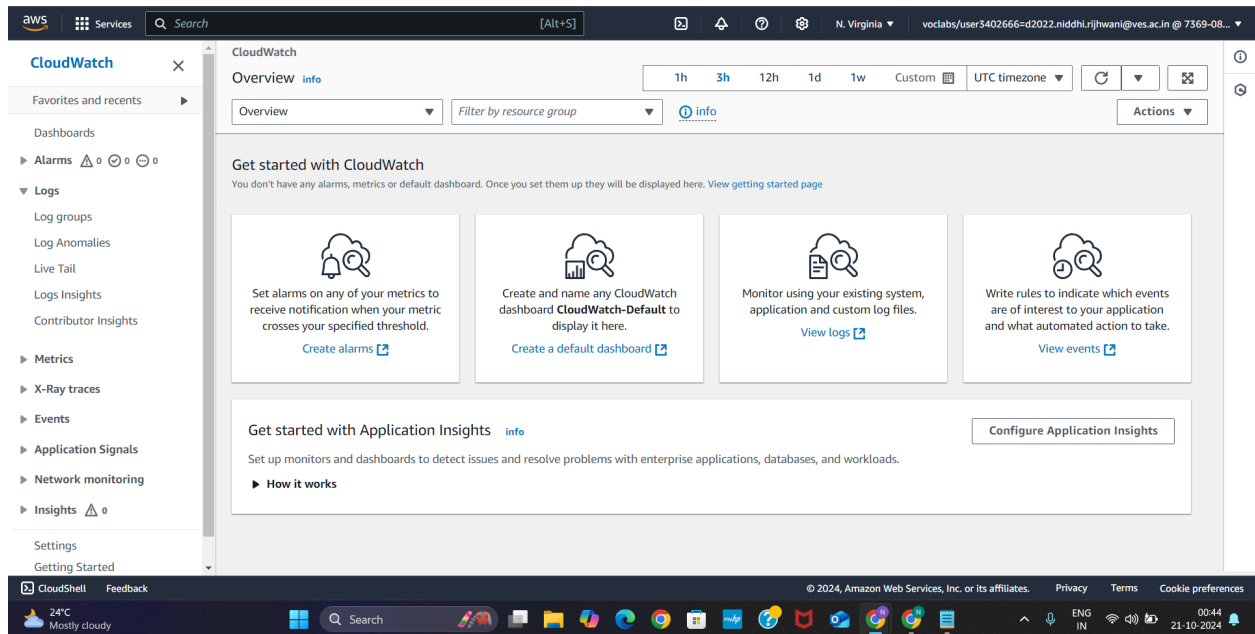 aws Services Search [Alt+S] N. Virginia voclabs/user3402666=d2022.niddhi.rijhwani@ves.ac.in @ 7369-08...
CloudWatch
Favorites and recents
Dashboards
Alarms 0 0 0
Logs
Log groups
Log Anomalies
Live Tail
Logs Insights
Contributor Insights
Metrics
X-Ray traces
Events
Application Signals
Network monitoring
Insights 0
Settings
Getting Started
CloudWatch
Overview info
1h 3h 12h 1d 1w Custom UTC timezone
Overview Filter by resource group info Actions
Get started with CloudWatch
You don't have any alarms, metrics or default dashboard. Once you set them up they will be displayed here. View getting started page
Set alarms on any of your metrics to
receive notification when your metric
crosses your specified threshold.
Create alarms
Create and name any CloudWatch
dashboard CloudWatch-Default to
display it here.
Create a default dashboard
Monitor using your existing system,
application and custom log files.
View logs
Write rules to indicate which events
are of interest to your application
and what automated action to take.
View events
Get started with Application Insights info
Configure Application Insights
Set up monitors and dashboards to detect issues and resolve problems with enterprise applications, databases, and workloads.
How it works
CloudShell Feedback © 2024, Amazon Web Services, Inc. or its affiliates. Privacy Terms Cookie preferences
24°C
Mostly cloudy
Search
ENG
IN
00:44
21-10-2024